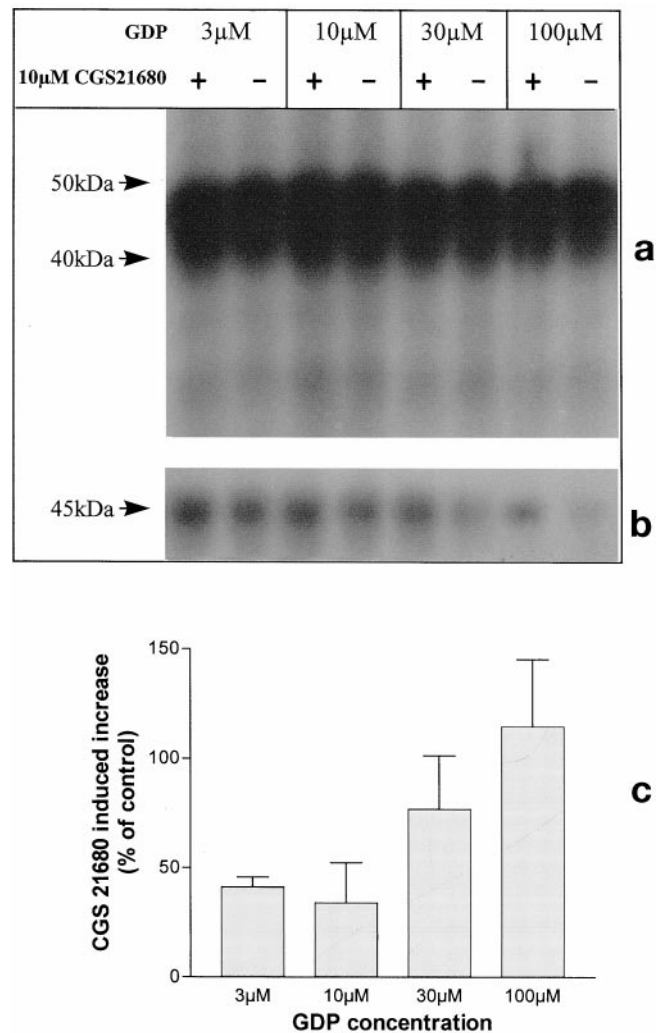 GDP 3µM 10µM 30µM 100µM
10µM CGS21680 + − + − + − + −
50kDa
40kDa
a
45kDa
b
150
100
50
0
CGS 21680 induced increase
(% of control)
c
3µM 10µM 30µM 100µM
GDP concentration